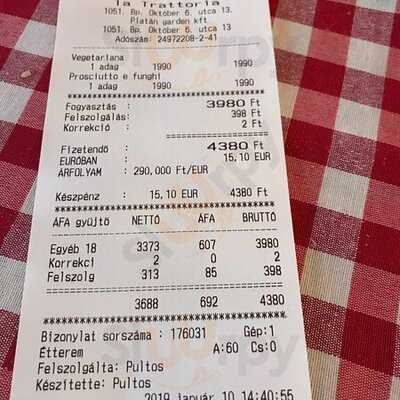 la Trattoria
1051. Bp. Október 6. utca 13.
Platán garden kft
1051. Bp. Október 6. utca 13
Adószám: 24972208-2-41
Vegetariana
1 adag 1990 1990
Prosciutto e funghi
1 adag 1990 1990
************************************
Fogyasztás : 3980 Ft
Felszolgálás: 398 Ft
Korrekció : 2 Ft
====================
Fizetendő : 4380 Ft
EURÓBAN : 15,10 EUR
ÁRFOLYAM : 290,000 Ft/EUR
Készpénz : 15,10 EUR 4380 Ft
************************************
ÁFA gyűjtő NETTÓ ÁFA BRUTTÓ
Egyéb 18 3373 607 3980
Korrekci 2 0 2
Felszolg 313 85 398
3688 692 4380
************************************
Bizonylat sorszáma : 176031 Gép:1
Étterem A:60 Cs:0
Felszolgálta: Pultos
Készítette: Pultos
2019 január 10 14:40:55